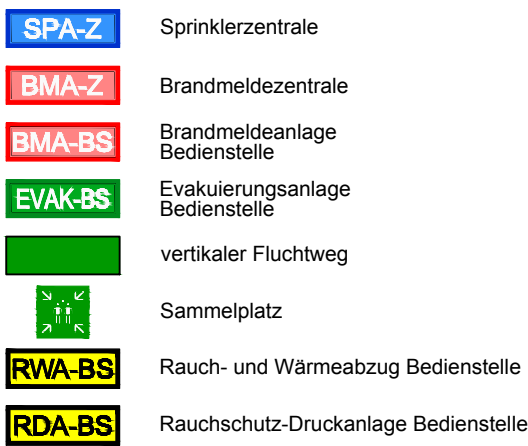 SPA-Z Sprinklerzentrale
BMA-Z Brandmeldezentrale
BMA-BS Brandmeldeanlage
Bedienstelle
EVAK-BS Evakuierungsanlage
Bedienstelle
vertikaler Fluchtweg
Sammelplatz
RWA-BS Rauch- und Wärmeabzug Bedienstelle
RDA-BS Rauchschutz-Druckanlage Bedienstelle